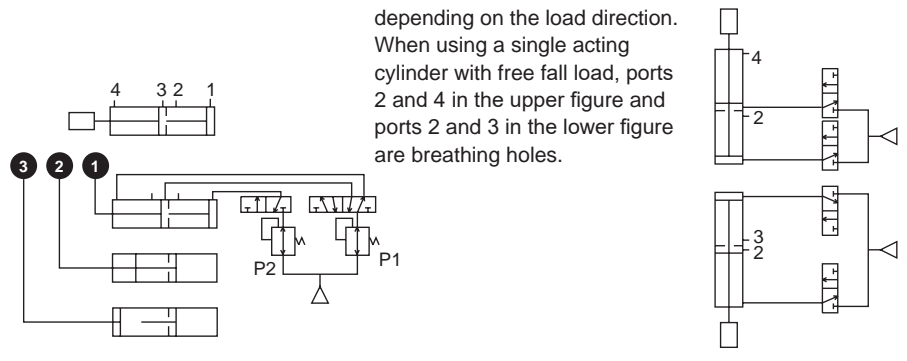 depending on the load direction.
When using a single acting
cylinder with free fall load, ports
2 and 4 in the upper figure and
ports 2 and 3 in the lower figure
are breathing holes.
4 3 2 1
3 2 1
P2 P1
4
2
3
2